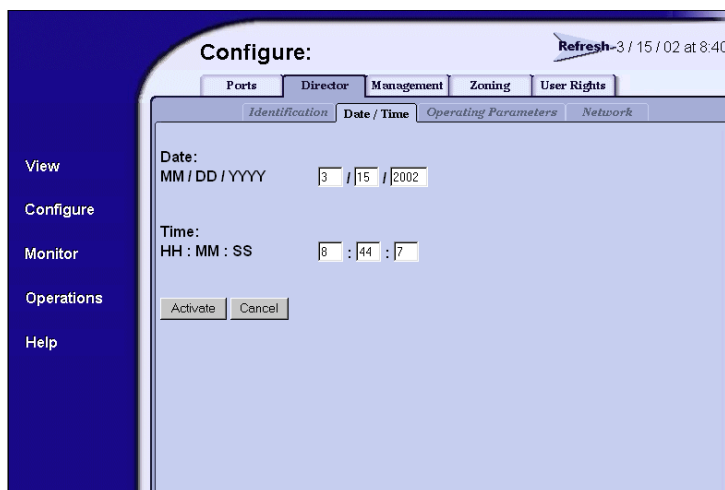 Configure:
Refresh-3 / 15 / 02 at 8:40
Ports Director Management Zoning User Rights
Identification Date / Time Operating Parameters Network
View
Configure
Monitor
Operations
Help
Date:
MM / DD / YYYY 3 / 15 / 2002
Time:
HH : MM : SS 8 : 44 : 7
Activate Cancel